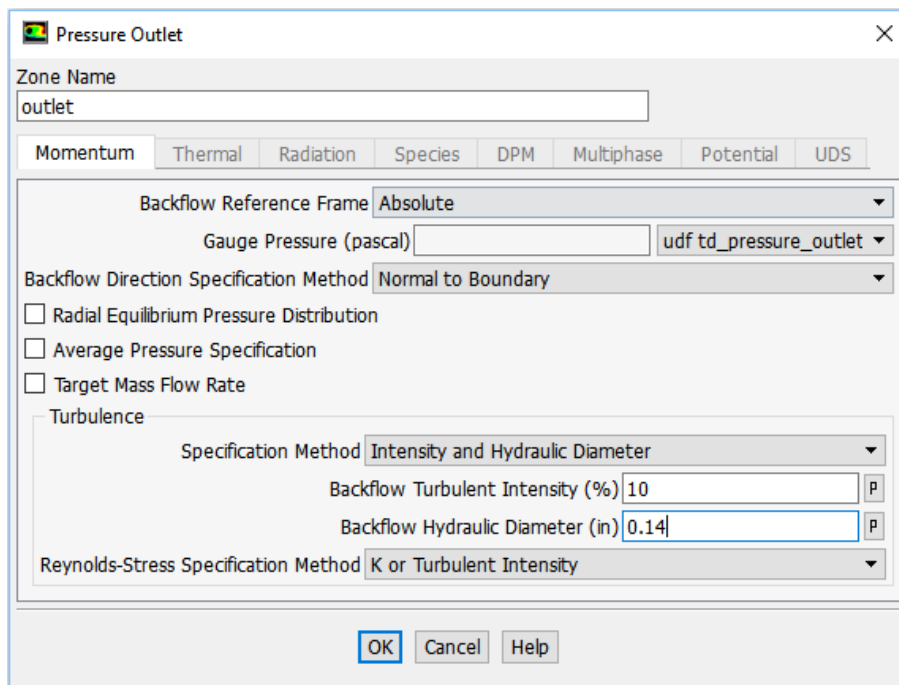 Pressure Outlet
Zone Name
outlet
Momentum Thermal Radiation Species DPM Multiphase Potential UDS
Backflow Reference Frame Absolute
Gauge Pressure (pascal) udf td_pressure_outlet
Backflow Direction Specification Method Normal to Boundary
Radial Equilibrium Pressure Distribution
Average Pressure Specification
Target Mass Flow Rate
Turbulence
Specification Method Intensity and Hydraulic Diameter
Backflow Turbulent Intensity (%) 10 P
Backflow Hydraulic Diameter (in) 0.14 P
Reynolds-Stress Specification Method K or Turbulent Intensity
OK Cancel Help